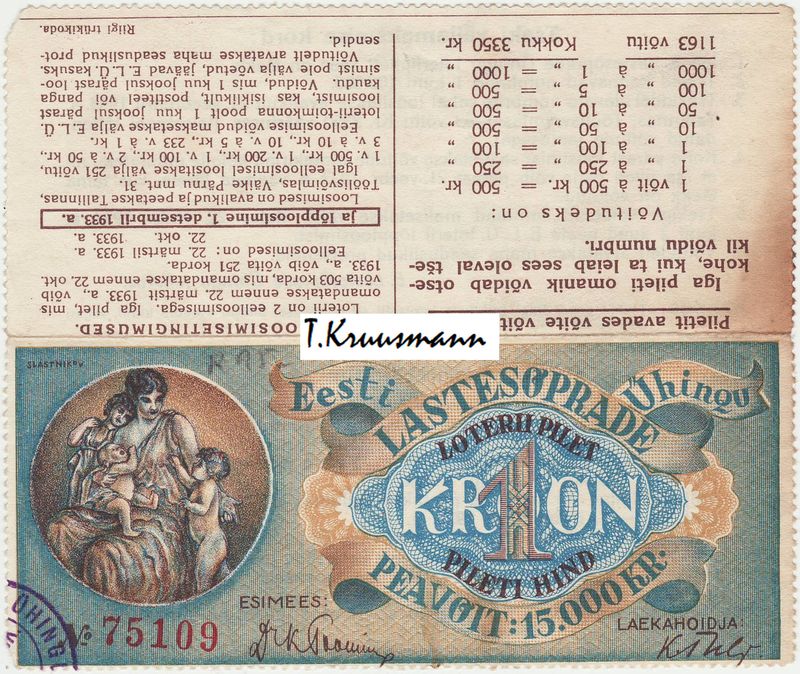 Piletit avades võite
Iga pileti omanik võidab otse-
kohe, kui ta leiab sees oleval tše-
kil võidu numbri.
Võitudeks on:
1 võit à 500 kr. = 500 kr.
1 „ à 250 „ = 250 „
1 „ à 100 „ = 100 „
10 „ à 50 „ = 500 „
50 „ à 10 „ = 500 „
100 „ à 5 „ = 500 „
1000 „ à 1 „ = 1000 „
1163 võitu Kokku 3350 kr.
LOOSIMISETINGIMUSED.
Loterii on 2 eelloosiga. Iga pilet, mis
omandatakse ennem 22. märtsit 1933. a., võib
võita 503 korda, mis omandatakse ennem 22. okt
1933. a., võib võita 251 korda.
Eelloosimised on: 22. märtsil 1933. a.
22. okt. 1933. a.
ja lõpploosimine 1. detsembril 1933. a.
Loosimised on avalikud ja peetakse Tallinnas,
Töölisvõimlas, Väike Pärnu mnt. 31.
Igal eelloosimisel loositakse välja 251 võitu,
1 v. 500 kr., 1 v. 200 kr., 1 v. 100 kr., 2 v. à 50 kr.,
3 v. à 10 kr., 10 v. à 5 kr., 233 v. à 1 kr.
Eelloosimise võidud maksetakse välja E. L. Ü.
loterii-toimkonna poolt 1 kuu jooksul pärast
loosimist, kas isiklikult, postiteel või panga
kaudu. Võidud, mis 1 kuu jooksul pärast loo-
simist pole välja võetud, jäävad E. L. Ü. kasuks.
Võitudelt arvatakse maha seaduslikud prot-
sendid.
Riigi trükikoda.
T.Kruusmann
SLASTNIKOV
Eesti LASTESÕPRADE Ühingu
LOTERII PILET
1 KROON
PILETI HIND
PEAVÕIT: 15.000 KR.
ESIMEES:
LAEKAHOIDJA:
№ 75109
ÜHINGU